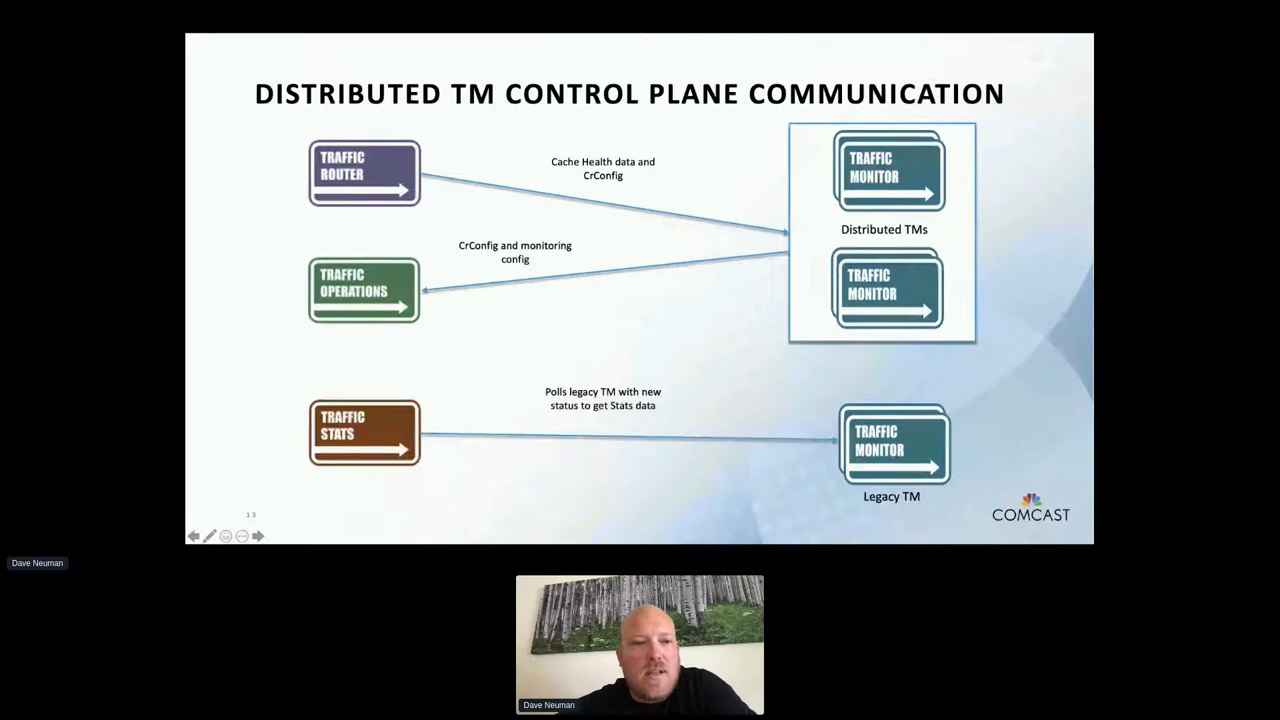 DISTRIBUTED TM CONTROL PLANE COMMUNICATION
TRAFFIC
ROUTER
Cache Health data and
CrConfig
TRAFFIC
MONITOR
Distributed TMs
CrConfig and monitoring
config
TRAFFIC
OPERATIONS
TRAFFIC
MONITOR
Polls legacy TM with new
status to get Stats data
TRAFFIC
STATS
TRAFFIC
MONITOR
Legacy TM
13
COMCAST
Dave Neuman
Dave Neuman